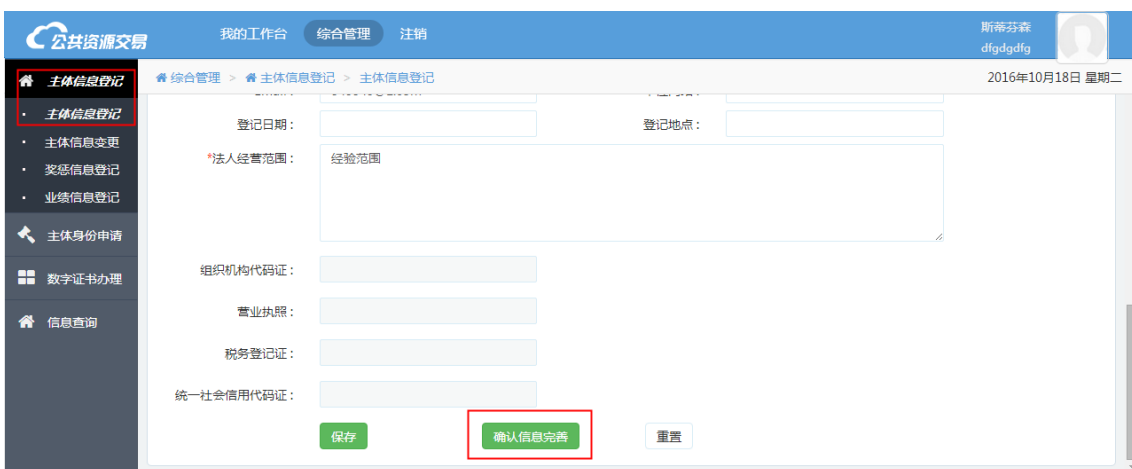 公共资源交易
我的工作台 综合管理 注销
斯蒂芬森
dfgdgdfg
主体信息登记
综合管理 > 主体信息登记 > 主体信息登记
2016年10月18日 星期二
主体信息登记
主体信息变更
奖惩信息登记
业绩信息登记
主体身份申请
数字证书办理
信息查询
登记日期:
登记地点:
*法人经营范围:
经验范围
组织机构代码证:
营业执照:
税务登记证:
统一社会信用代码证:
保存 确认信息完善 重置